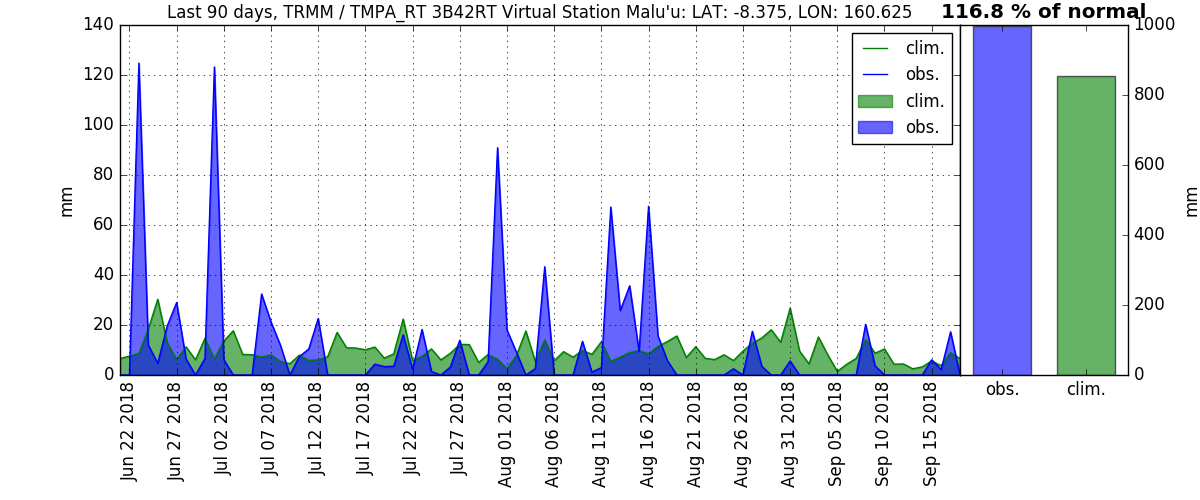 Last 90 days, TRMM / TMPA_RT 3B42RT Virtual Station Malu'u: LAT: -8.375, LON: 160.625
116.8 % of normal
140
120
100
80
60
40
20
0
mm
clim.
obs.
clim.
obs.
1000
800
600
400
200
0
mm
Jun 22 2018
Jun 27 2018
Jul 02 2018
Jul 07 2018
Jul 12 2018
Jul 17 2018
Jul 22 2018
Jul 27 2018
Aug 01 2018
Aug 06 2018
Aug 11 2018
Aug 16 2018
Aug 21 2018
Aug 26 2018
Aug 31 2018
Sep 05 2018
Sep 10 2018
Sep 15 2018
obs.
clim.